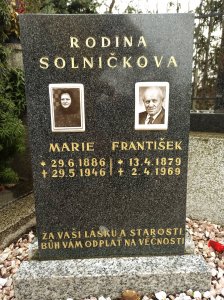 RODINA
SOLNIČKOVA
MARIE FRANTIŠEK
* 29.6.1886 * 13.4.1879
† 29.5.1946 † 2.4.1969
ZA VAŠI LÁSKU A STAROSTI
BŮH VÁM ODPLAŤ NA VĚČNOSTI